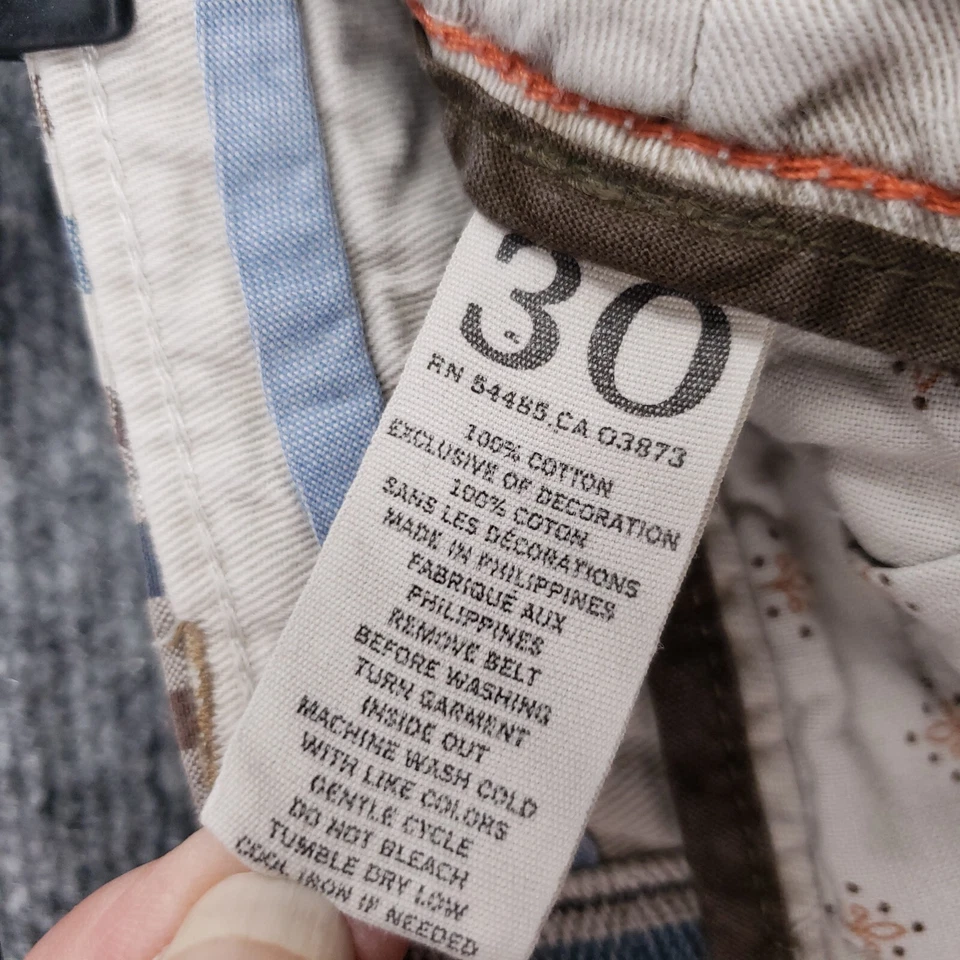 30
RN 54485 CA 03873
100% COTTON
EXCLUSIVE OF DECORATION
100% COTON
SANS LES DÉCORATIONS
MADE IN PHILIPPINES
FABRIQUÉ AUX
PHILIPPINES
REMOVE BELT
BEFORE WASHING
TURN GARMENT
INSIDE OUT
MACHINE WASH COLD
WITH LIKE COLORS
GENTLE CYCLE
DO NOT BLEACH
TUMBLE DRY LOW
COOL IRON IF NEEDED